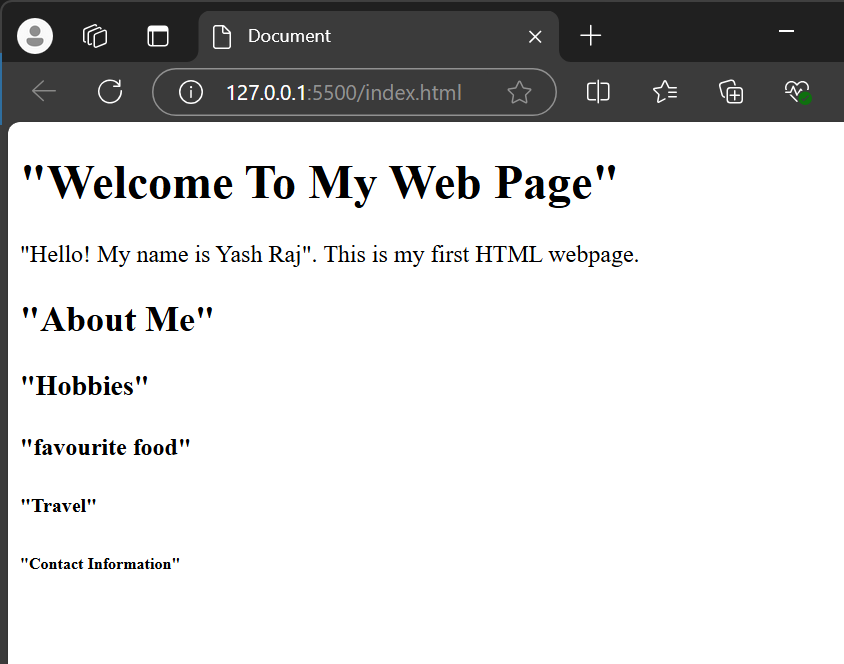 Document
127.0.0.1:5500/index.html
"Welcome To My Web Page"
"Hello! My name is Yash Raj". This is my first HTML webpage.
"About Me"
"Hobbies"
"favourite food"
"Travel"
"Contact Information"